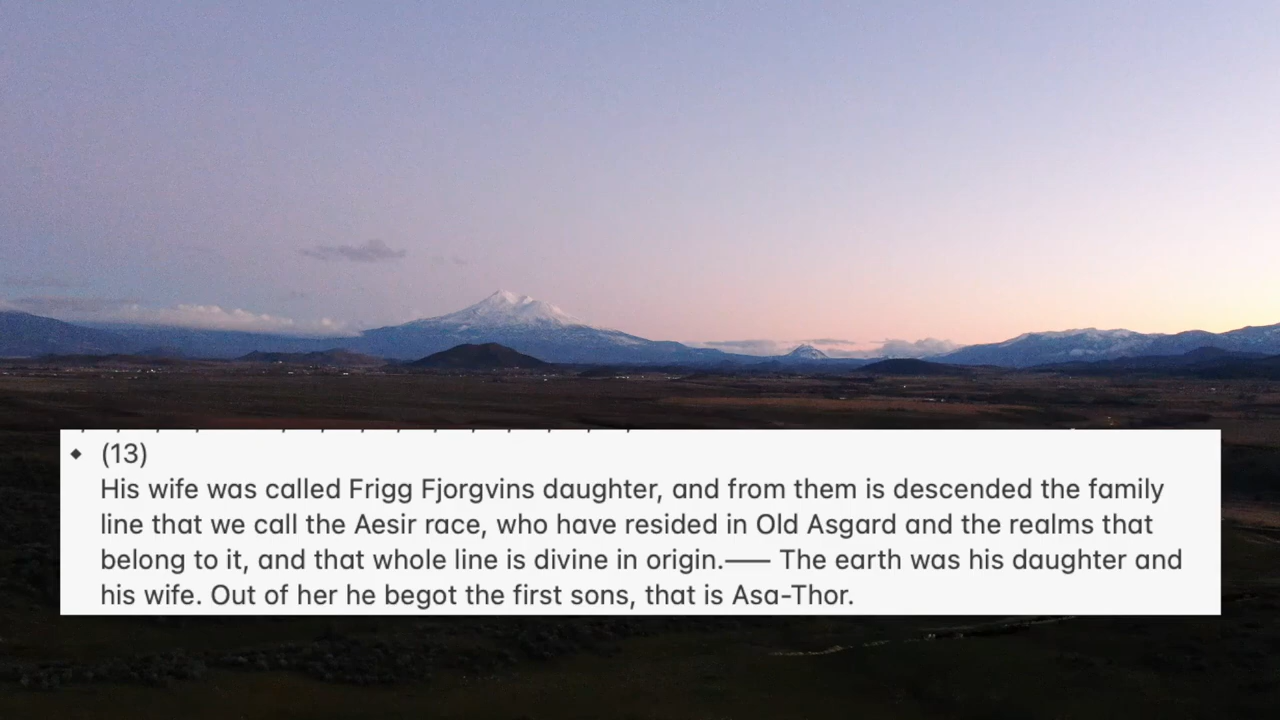 (13)
His wife was called Frigg Fjorgvins daughter, and from them is descended the family
line that we call the Aesir race, who have resided in Old Asgard and the realms that
belong to it, and that whole line is divine in origin.—— The earth was his daughter and
his wife. Out of her he begot the first sons, that is Asa-Thor.